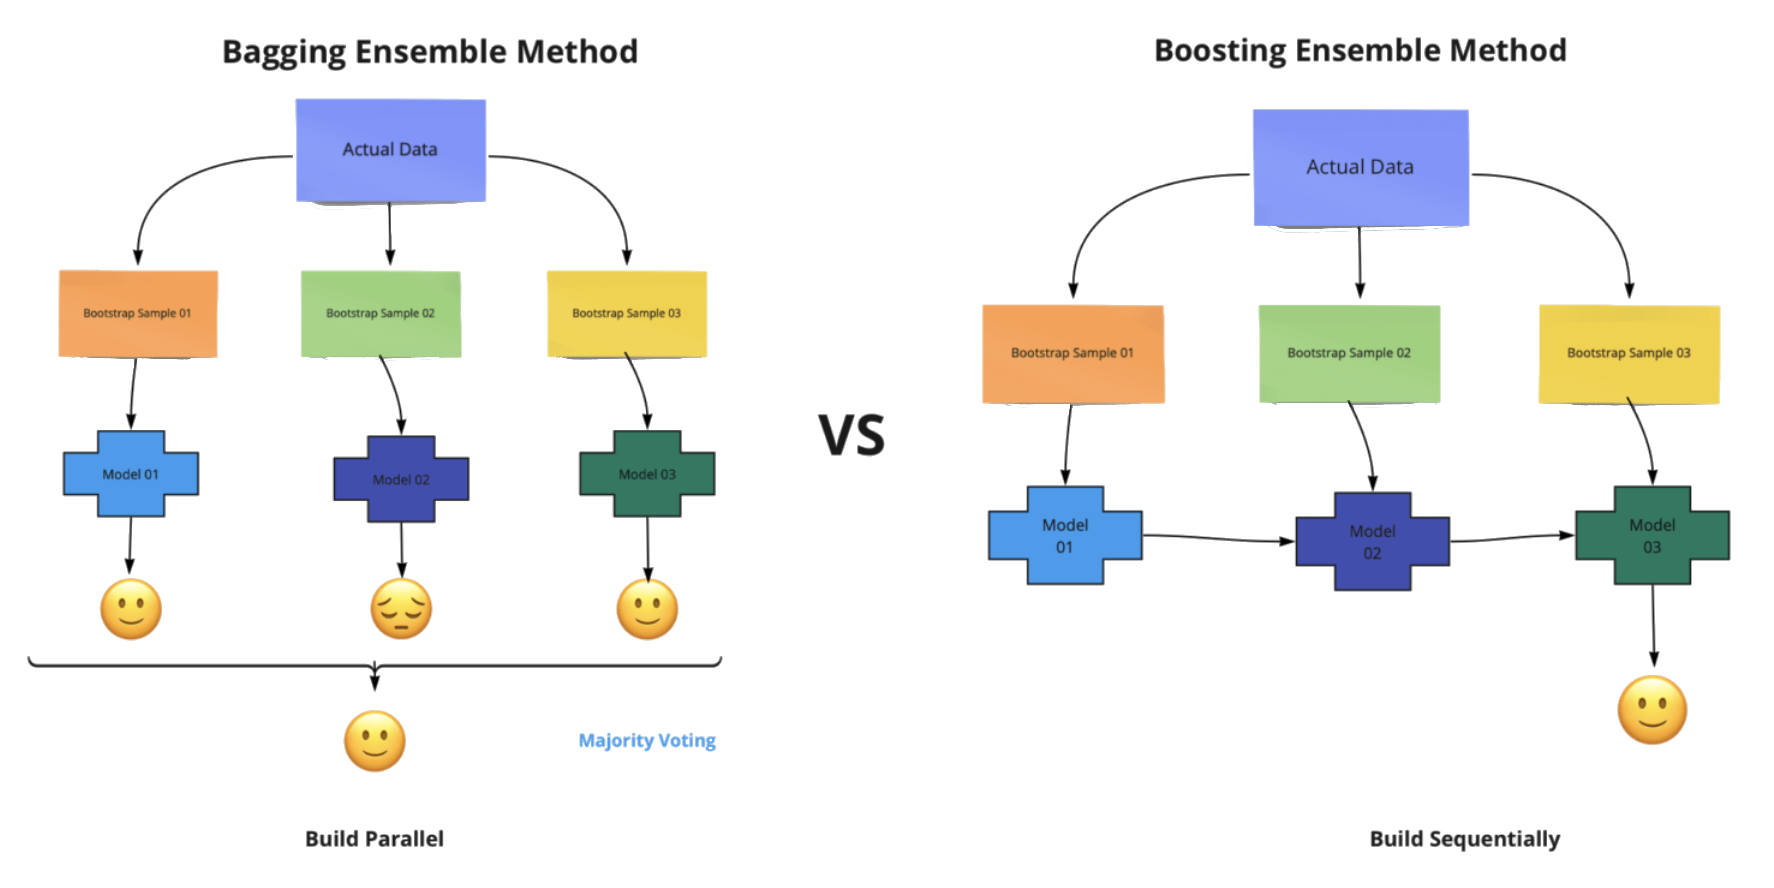 Bagging Ensemble Method
Actual Data
Bootstrap Sample 01
Bootstrap Sample 02
Bootstrap Sample 03
Model 01
Model 02
Model 03
Majority Voting
Build Parallel
VS
Boosting Ensemble Method
Actual Data
Bootstrap Sample 01
Bootstrap Sample 02
Bootstrap Sample 03
Model
01
Model
02
Model
03
Build Sequentially